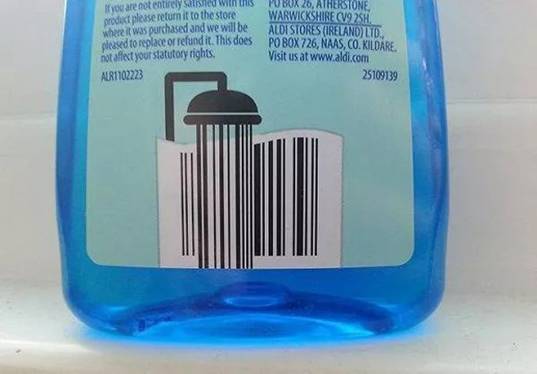 If you are not entirely satisfied with this
product please return it to the store
where it was purchased and we will be
pleased to replace or refund it. This does
not affect your statutory rights.
ALR1102223
PO BOX 26, ATHERSTONE,
WARWICKSHIRE CV9 2SH.
ALDI STORES (IRELAND) LTD.,
PO BOX 726, NAAS, CO. KILDARE.
Visit us at www.aldi.com
25109139